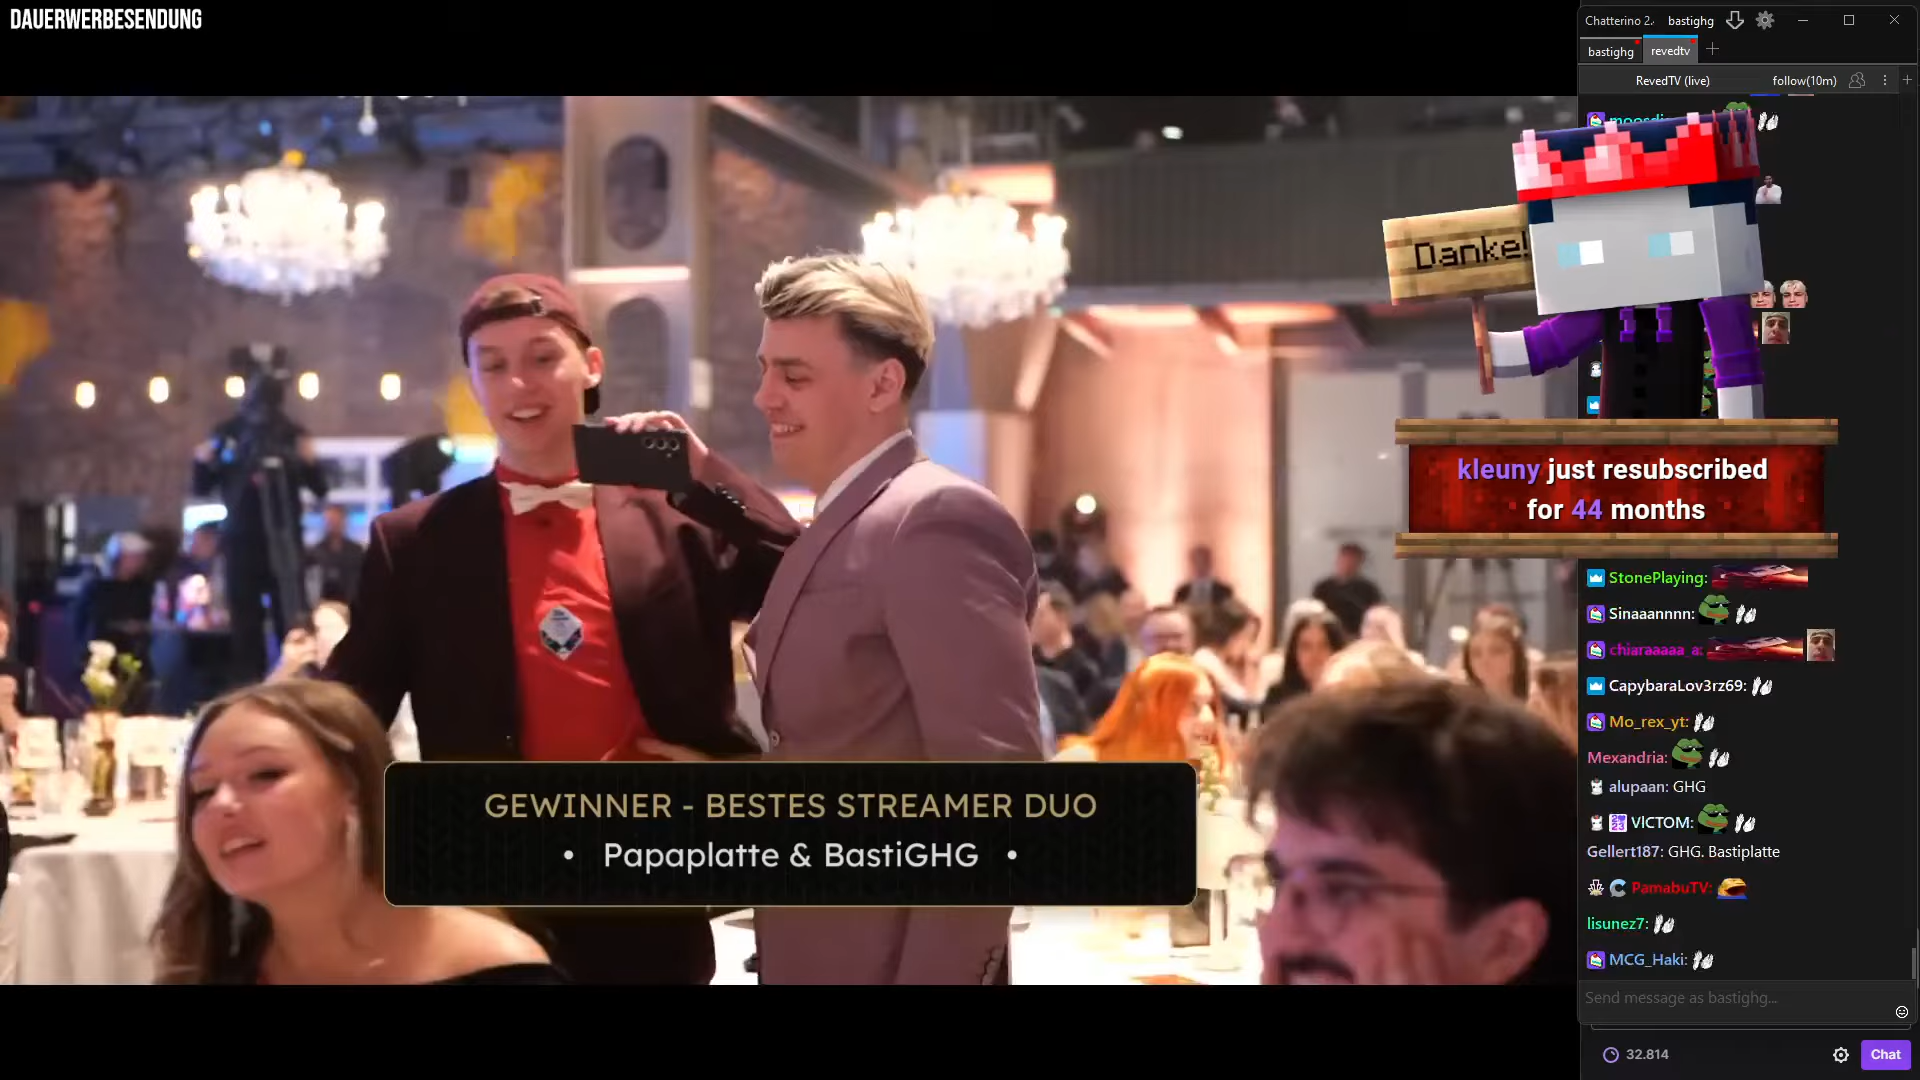 DAUERWERBESENDUNG
Chatterino 2.
bastighg
bastighg
revedtv
RevedTV (live)
follow(10m)
Danke!
kleuny just resubscribed
for 44 months
StonePlaying:
Sinaaannnn:
chiaraaaaa_a:
CapybaraLov3rz69:
Mo_rex_yt:
Mexandria:
alupaan: GHG
VlCTOM:
Gellert187: GHG. Bastiplatte
PamabuTV:
lisunez7:
MCG_Haki:
GEWINNER - BESTES STREAMER DUO
• Papaplatte & BastiGHG •
Send message as bastighg...
32.814
Chat